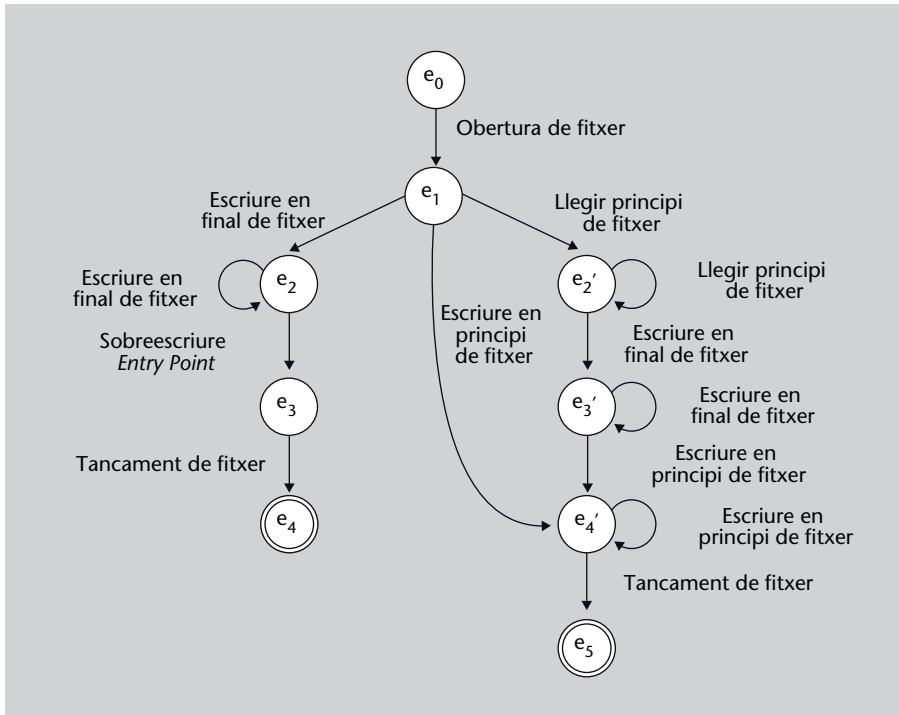 e0
Obertura de fitxer
e1
Escriure en
final de fitxer
Llegir principi
de fitxer
Escriure en
final de fitxer
e2
Escriure en
principi
de fitxer
e2′
Llegir principi
de fitxer
Sobreescriure
Entry Point
Escriure en
final de fitxer
e3
e3′
Escriure en
final de fitxer
Tancament de fitxer
Escriure en
principi de fitxer
e4
e4′
Escriure en
principi de fitxer
Tancament de fitxer
e5